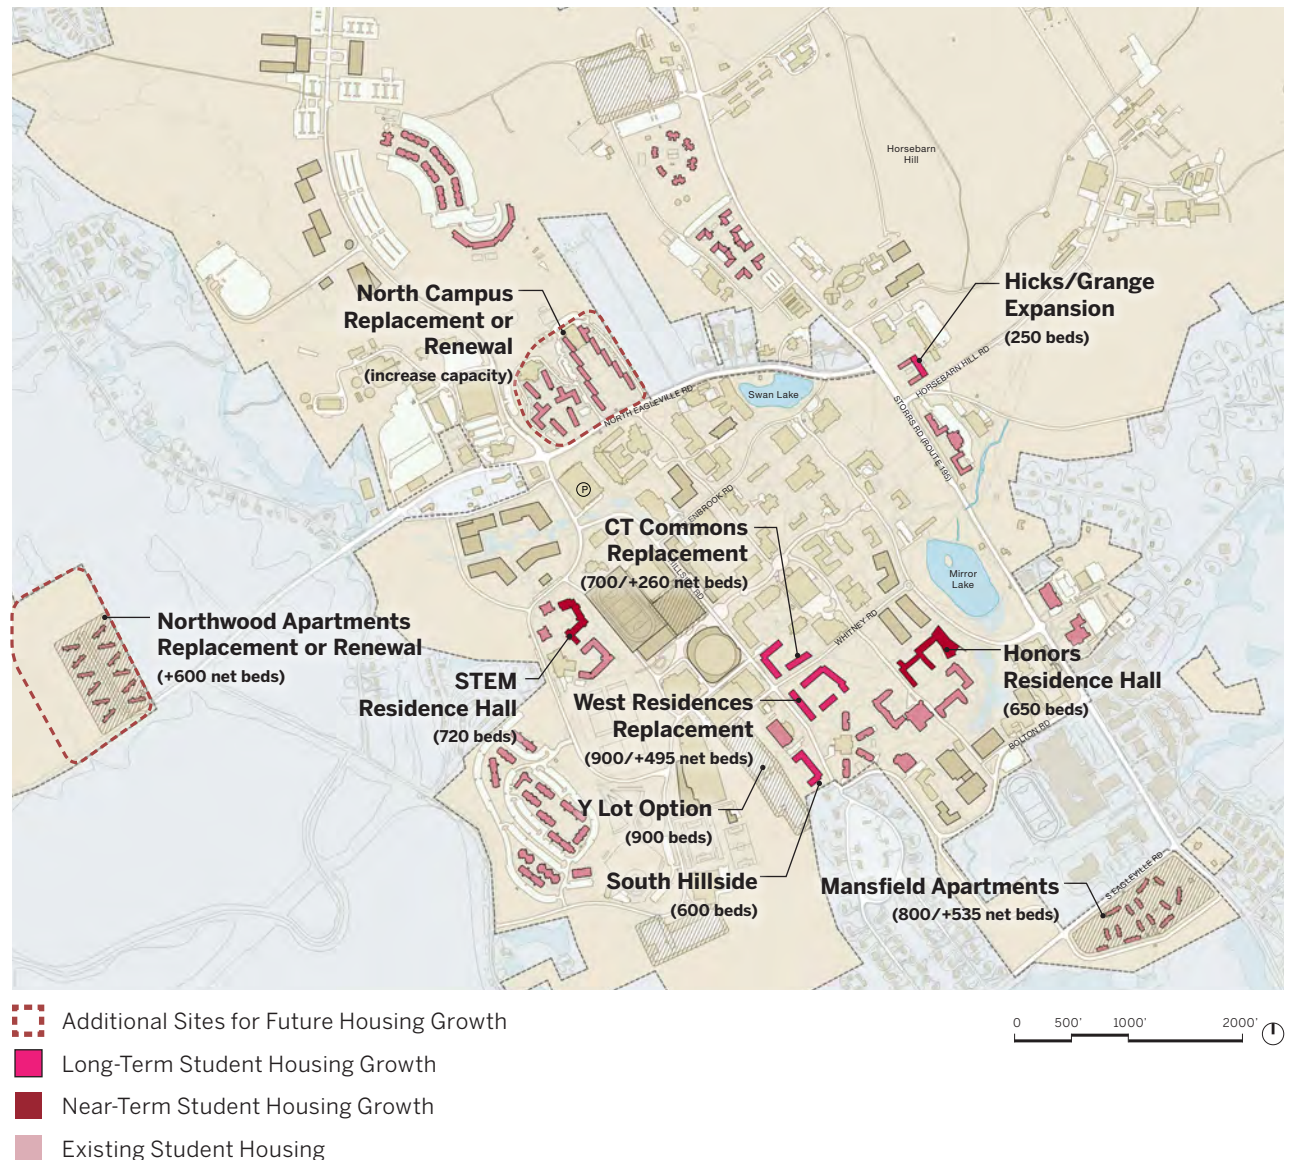 Horsebarn
Hill
Hicks/Grange
Expansion
(250 beds)
North Campus
Replacement or
Renewal
(increase capacity)
HORSEBARN HILL RD
NORTH EAGLEVILLE RD
Swan Lake
STORRS RD (ROUTE 195)
P
ENBROOK RD
CT Commons
Replacement
(700/+260 net beds)
Mirror
Lake
WHITNEY RD
Northwood Apartments
Replacement or Renewal
(+600 net beds)
STEM
Residence Hall
(720 beds)
Honors
Residence Hall
(650 beds)
West Residences
Replacement
(900/+495 net beds)
BOLTON RD
Y Lot Option
(900 beds)
South Hillside
(600 beds)
Mansfield Apartments
(800/+535 net beds)
S EAGLEVILLE RD
Additional Sites for Future Housing Growth
Long-Term Student Housing Growth
Near-Term Student Housing Growth
Existing Student Housing
0 500' 1000' 2000'